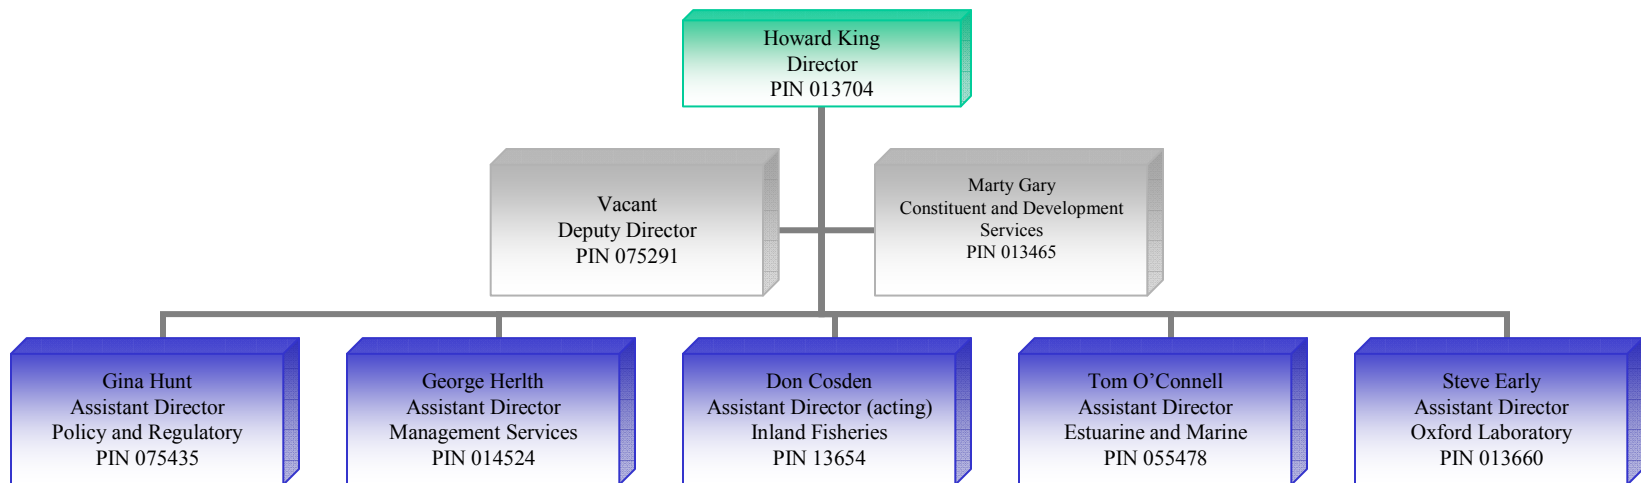 Howard King
Director
PIN 013704
Vacant
Deputy Director
PIN 075291
Marty Gary
Constituent and Development
Services
PIN 013465
Gina Hunt
Assistant Director
Policy and Regulatory
PIN 075435
George Herlth
Assistant Director
Management Services
PIN 014524
Don Cosden
Assistant Director (acting)
Inland Fisheries
PIN 13654
Tom O’Connell
Assistant Director
Estuarine and Marine
PIN 055478
Steve Early
Assistant Director
Oxford Laboratory
PIN 013660